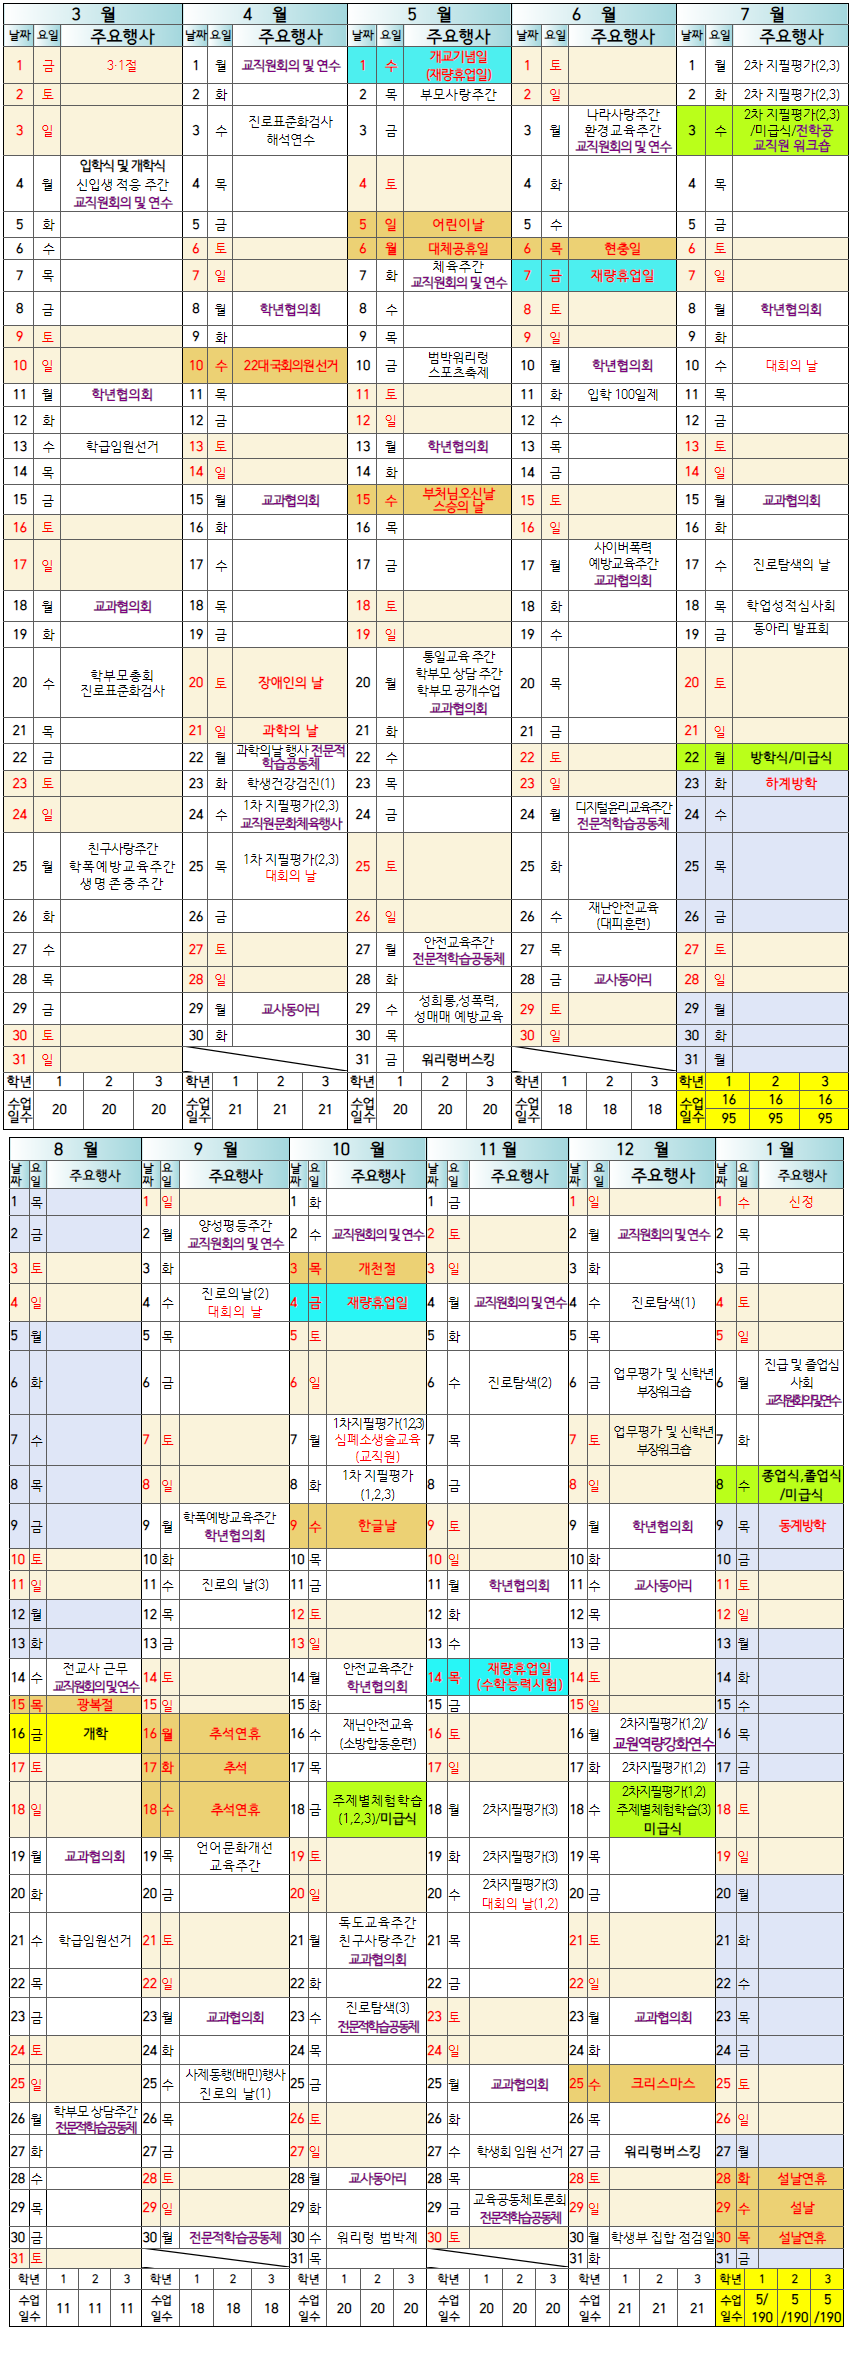 3 월 4 월 5 월 6 월 7 월
날짜 요일 주요행사 날짜 요일 주요행사 날짜 요일 주요행사 날짜 요일 주요행사 날짜 요일 주요행사
1 금 3·1절 1 월 교직원회의 및 연수 1 수 개교기념일 (재량휴업일) 1 토 1 월 2차 지필평가(2,3)
2 토 2 화 2 목 부모사랑주간 2 일 2 화 2차 지필평가(2,3)
3 일 3 수 진로표준화검사 해석연수 3 금 3 월 나라사랑주간 환경교육주간 교직원회의 및 연수 3 수 2차 지필평가(2,3) /미급식/전학공 교직원 워크숍
4 월 입학식 및 개학식 신입생 적응 주간 교직원회의 및 연수 4 목 4 토 4 화 4 목
5 화 5 금 5 일 어린이날 5 수 5 금
6 수 6 토 6 월 대체공휴일 6 목 현충일 6 토
7 목 7 일 7 화 체육주간 교직원회의 및 연수 7 금 재량휴업일 7 일
8 금 8 월 학년협의회 8 수 8 토 8 월 학년협의회
9 토 9 화 9 목 9 일 9 화
10 일 10 수 22대국회의원선거 10 금 범박워리렁 스포츠축제 10 월 학년협의회 10 수 대회의 날
11 월 학년협의회 11 목 11 토 11 화 입학 100일제 11 목
12 화 12 금 12 일 12 수 12 금
13 수 학급임원선거 13 토 13 월 학년협의회 13 목 13 토
14 목 14 일 14 화 14 금 14 일
15 금 15 월 교과협의회 15 수 부처님오신날 스승의 날 15 토 15 월 교과협의회
16 토 16 화 16 목 16 일 16 화
17 일 17 수 17 금 17 월 사이버폭력 예방교육주간 교과협의회 17 수 진로탐색의 날
18 월 교과협의회 18 목 18 토 18 화 18 목 학업성적심사회
19 화 19 금 19 일 19 수 19 금 동아리 발표회
20 수 학부모총회 진로표준화검사 20 토 장애인의 날 20 월 통일교육 주간 학부모 상담 주간 학부모 공개수업 교과협의회 20 목 20 토
21 목 21 일 과학의 날 21 화 21 금 21 일
22 금 22 월 과학의날 행사 전문적 학습공동체 22 수 22 토 22 월 방학식/미급식
23 토 23 화 학생건강검진(1) 23 목 23 일 23 화 하계방학
24 일 24 수 1차 지필평가(2,3) 교직원문화체육행사 24 금 24 월 디지털윤리교육주간 전문적학습공동체 24 수
25 월 친구사랑주간 학폭예방교육주간 생명존중주간 25 목 1차 지필평가(2,3) 대회의 날 25 토 25 화 25 목
26 화 26 금 26 일 26 수 재난안전교육 (대피훈련) 26 금
27 수 27 토 27 월 안전교육주간 전문적학습공동체 27 목 27 토
28 목 28 일 28 화 28 금 교사동아리 28 일
29 금 29 월 교사동아리 29 수 성희롱,성폭력, 성매매 예방교육 29 토 29 월
30 토 30 화 30 목 30 일 30 화
31 일 31 금 워리렁버스킹 31 월
학년 1 2 3 학년 1 2 3 학년 1 2 3 학년 1 2 3 학년 1 2 3
수업일수 20 20 20 수업일수 21 21 21 수업일수 20 20 20 수업일수 18 18 18 수업일수 16 16 16
95 95 95
8 월 9 월 10 월 11 월 12 월 1 월
날짜 요일 주요행사 날짜 요일 주요행사 날짜 요일 주요행사 날짜 요일 주요행사 날짜 요일 주요행사 날짜 요일 주요행사
1 목 1 일 1 화 1 금 1 일 1 수 신정
2 금 2 월 양성평등주간 교직원회의 및 연수 2 수 교직원회의 및 연수 2 토 2 월 교직원회의 및 연수 2 목
3 토 3 화 3 목 개천절 3 일 3 화 3 금
4 일 4 수 진로의날(2) 대회의 날 4 금 재량휴업일 4 월 교직원회의 및 연수 4 수 진로탐색(1) 4 토
5 월 5 목 5 토 5 화 5 목 5 일
6 화 6 금 6 일 6 수 진로탐색(2) 6 금 업무평가 및 신학년 부장워크숍 6 월 진급 및 졸업심사회 교직원회의및연수
7 수 7 토 7 월 1차지필평가(1,2,3) 심폐소생술교육 (교직원) 7 목 7 토 업무평가 및 신학년 부장워크숍 7 화
8 목 8 일 8 화 1차 지필평가 (1,2,3) 8 금 8 일 8 수 종업식,졸업식 /미급식
9 금 9 월 학폭예방교육주간 학년협의회 9 수 한글날 9 토 9 월 학년협의회 9 목 동계방학
10 토 10 화 10 목 10 일 10 화 10 금
11 일 11 수 진로의 날(3) 11 금 11 월 학년협의회 11 수 교사동아리 11 토
12 월 12 목 12 토 12 화 12 목 12 일
13 화 13 금 13 일 13 수 13 금 13 월
14 수 전교사 근무 교직원회의및연수 14 토 14 월 안전교육주간 학년협의회 14 목 재량휴업일 (수학능력시험) 14 토 14 화
15 목 광복절 15 일 15 화 15 금 15 일 15 수
16 금 개학 16 월 추석연휴 16 수 재난안전교육 (소방합동훈련) 16 토 16 월 2차지필평가(1,2)/ 교원역량강화연수 16 목
17 토 17 화 추석 17 목 17 일 17 화 2차지필평가(1,2) 17 금
18 일 18 수 추석연휴 18 금 주제별체험학습 (1,2,3)/미급식 18 월 2차지필평가(3) 18 수 2차지필평가(1,2) 주제별체험학습(3) 미급식 18 토
19 월 교과협의회 19 목 언어문화개선 교육주간 19 토 19 화 2차지필평가(3) 19 목 19 일
20 화 20 금 20 일 20 수 2차지필평가(3) 대회의 날(1,2) 20 금 20 월
21 수 학급임원선거 21 토 21 월 독도교육주간 친구사랑주간 교과협의회 21 목 21 토 21 화
22 목 22 일 22 화 22 금 22 일 22 수
23 금 23 월 교과협의회 23 수 진로탐색(3) 전문적학습공동체 23 토 23 월 교과협의회 23 목
24 토 24 화 24 목 24 일 24 화 24 금
25 일 25 수 사제동행(배민)행사 진로의 날(1) 25 금 25 월 교과협의회 25 수 크리스마스 25 토
26 월 학부모 상담주간 전문적학습공동체 26 목 26 토 26 화 26 목 26 일
27 화 27 금 27 일 27 수 학생회 임원 선거 27 금 워리렁버스킹 27 월
28 수 28 토 28 월 교사동아리 28 목 28 토 28 화 설날연휴
29 목 29 일 29 화 29 금 교육공동체토론회 전문적학습공동체 29 일 29 수 설날
30 금 30 월 전문적학습공동체 30 수 워리렁 범박제 30 토 30 월 학생부 집합 점검일 30 목 설날연휴
31 토 31 목 31 화 31 금
학년 1 2 3 학년 1 2 3 학년 1 2 3 학년 1 2 3 학년 1 2 3 학년 1 2 3
수업일수 11 11 11 수업일수 18 18 18 수업일수 20 20 20 수업일수 20 20 20 수업일수 21 21 21 수업일수 5/190 5/190 5/190